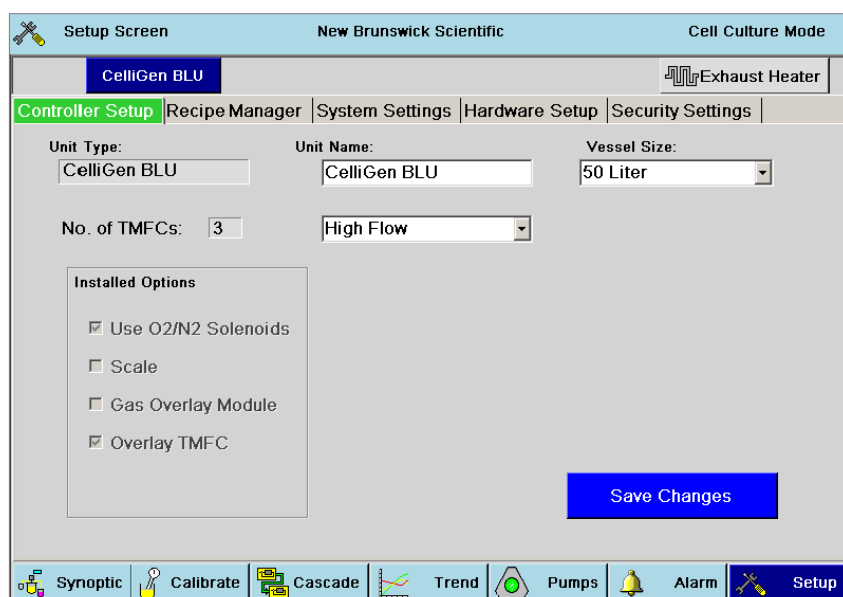 Setup Screen New Brunswick Scientific Cell Culture Mode
CelliGen BLU Exhaust Heater
Controller Setup Recipe Manager System Settings Hardware Setup Security Settings
Unit Type: Unit Name: Vessel Size:
CelliGen BLU CelliGen BLU 50 Liter
No. of TMFCs: 3 High Flow
Installed Options
Use O2/N2 Solenoids
Scale
Gas Overlay Module
Overlay TMFC
Save Changes
Synoptic Calibrate Cascade Trend Pumps Alarm Setup